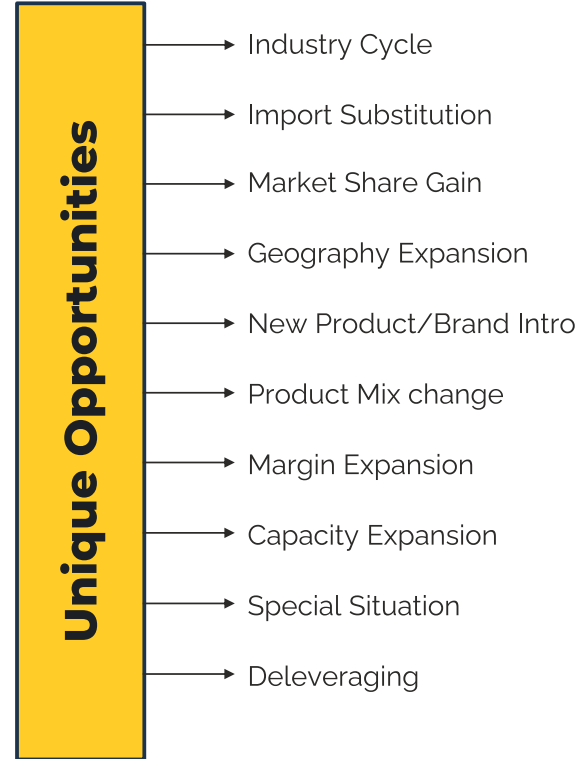 Unique Opportunities
Industry Cycle
Import Substitution
Market Share Gain
Geography Expansion
New Product/Brand Intro
Product Mix change
Margin Expansion
Capacity Expansion
Special Situation
Deleveraging